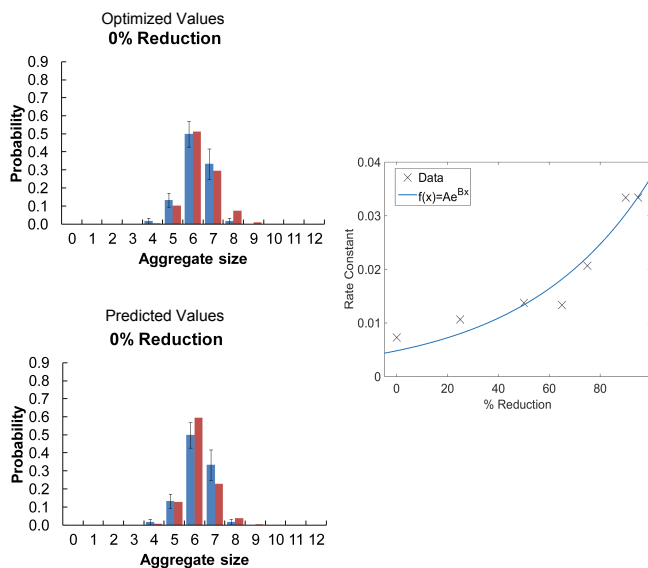 Optimized Values
0% Reduction
0.9
0.8
0.7
0.6
0.5
0.4
0.3
0.2
0.1
0.0
Probability
0 1 2 3 4 5 6 7 8 9 10 11 12
Aggregate size
Predicted Values
0% Reduction
0.9
0.8
0.7
0.6
0.5
0.4
0.3
0.2
0.1
0.0
Probability
0 1 2 3 4 5 6 7 8 9 10 11 12
Aggregate size
0.04
0.03
0.02
0.01
0
Rate Constant
Data
f(x)=Ae^Bx
0 20 40 60 80
% Reduction